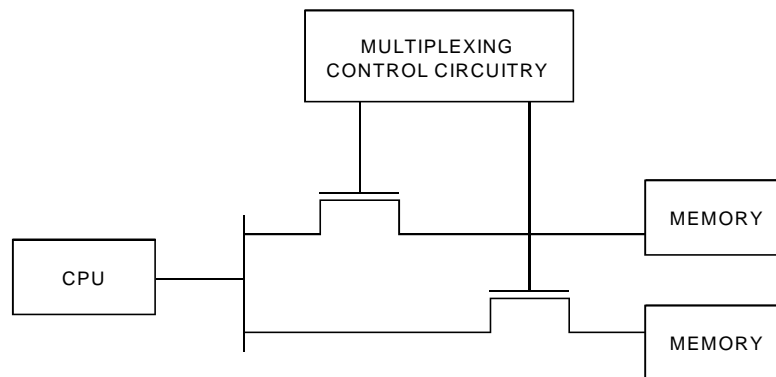 MULTIPLEXING
CONTROL CIRCUITRY
MEMORY
CPU
MEMORY